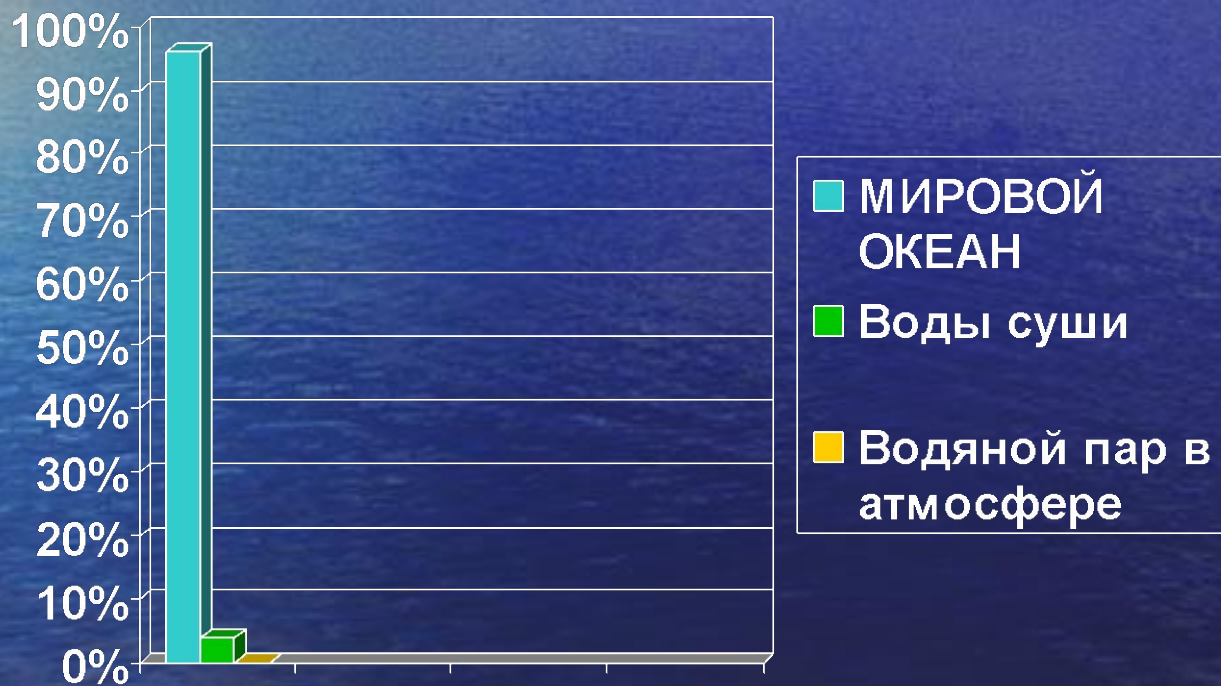 100%
90%
80%
70%
60%
50%
40%
30%
20%
10%
0%
МИРОВОЙ
ОКЕАН
Воды суши
Водяной пар в
атмосфере